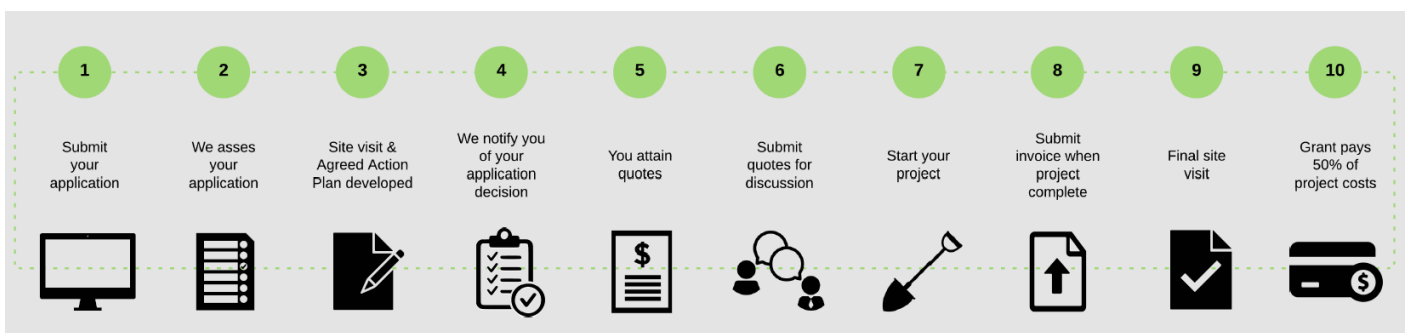 1
Submit
your
application
2
We asses
your
application
3
Site visit &
Agreed Action
Plan developed
4
We notify you
of your
application
decision
5
You attain
quotes
$
6
Submit
quotes for
discussion
7
Start your
project
8
Submit
invoice when
project
complete
9
Final site
visit
10
Grant pays
50% of
project costs
$